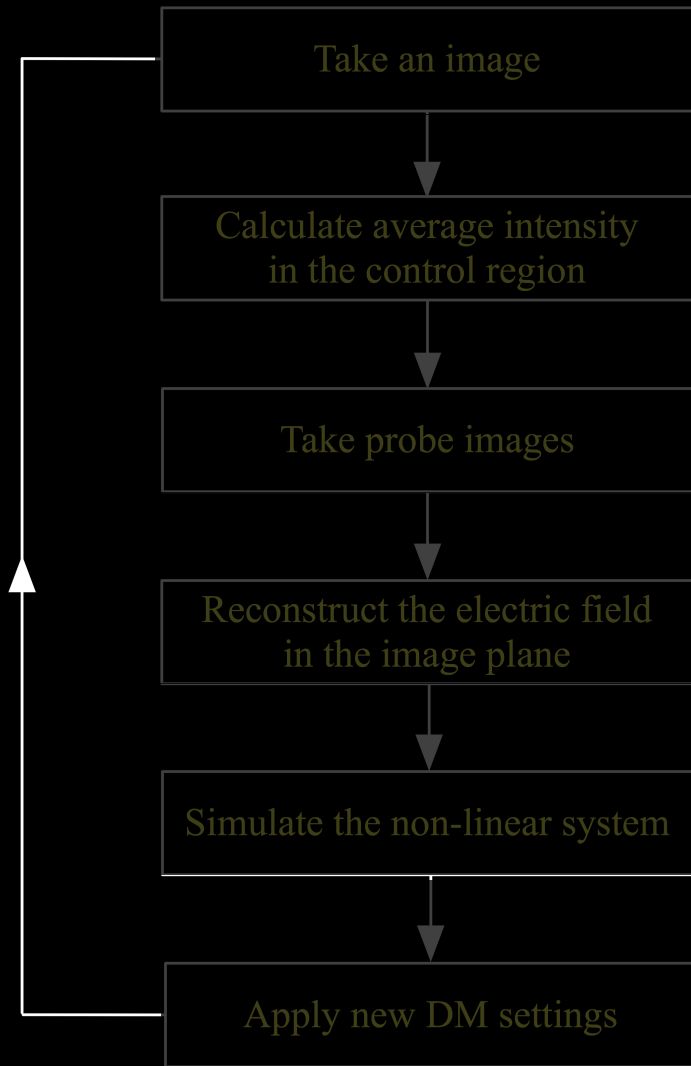 Take an image
Calculate average intensity
in the control region
Take probe images
Reconstruct the electric field
in the image plane
Simulate the non-linear system
Apply new DM settings